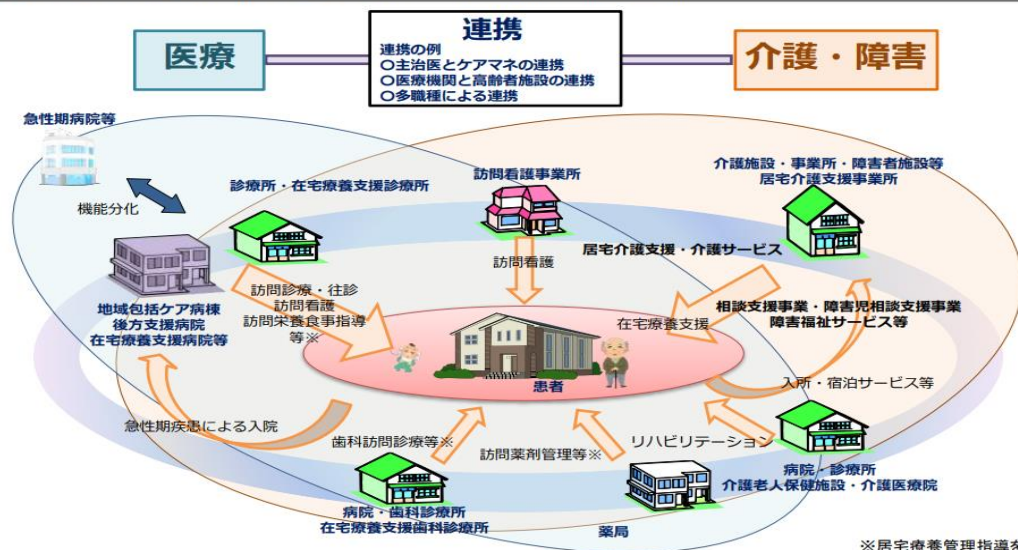 医療
連携
連携の例
○主治医とケアマネの連携
○医療機関と高齢者施設の連携
○多職種による連携
介護・障害
急性期病院等
機能分化
診療所・在宅療養支援診療所
訪問看護事業所
介護施設・事業所・障害者施設等
居宅介護支援事業所
地域包括ケア病棟
後方支援病院
在宅療養支援病院等
訪問診療・往診
訪問看護
訪問栄養食事指導
等※
訪問看護
居宅介護支援・介護サービス
在宅療養支援
相談支援事業・障害児相談支援事業
障害福祉サービス等
患者
入所・宿泊サービス等
急性期疾患による入院
歯科訪問診療等※
訪問薬剤管理等※
リハビリテーション
病院・歯科診療所
在宅療養支援歯科診療所
薬局
病院・診療所
介護老人保健施設・介護医療院
※居宅療養管理指導を